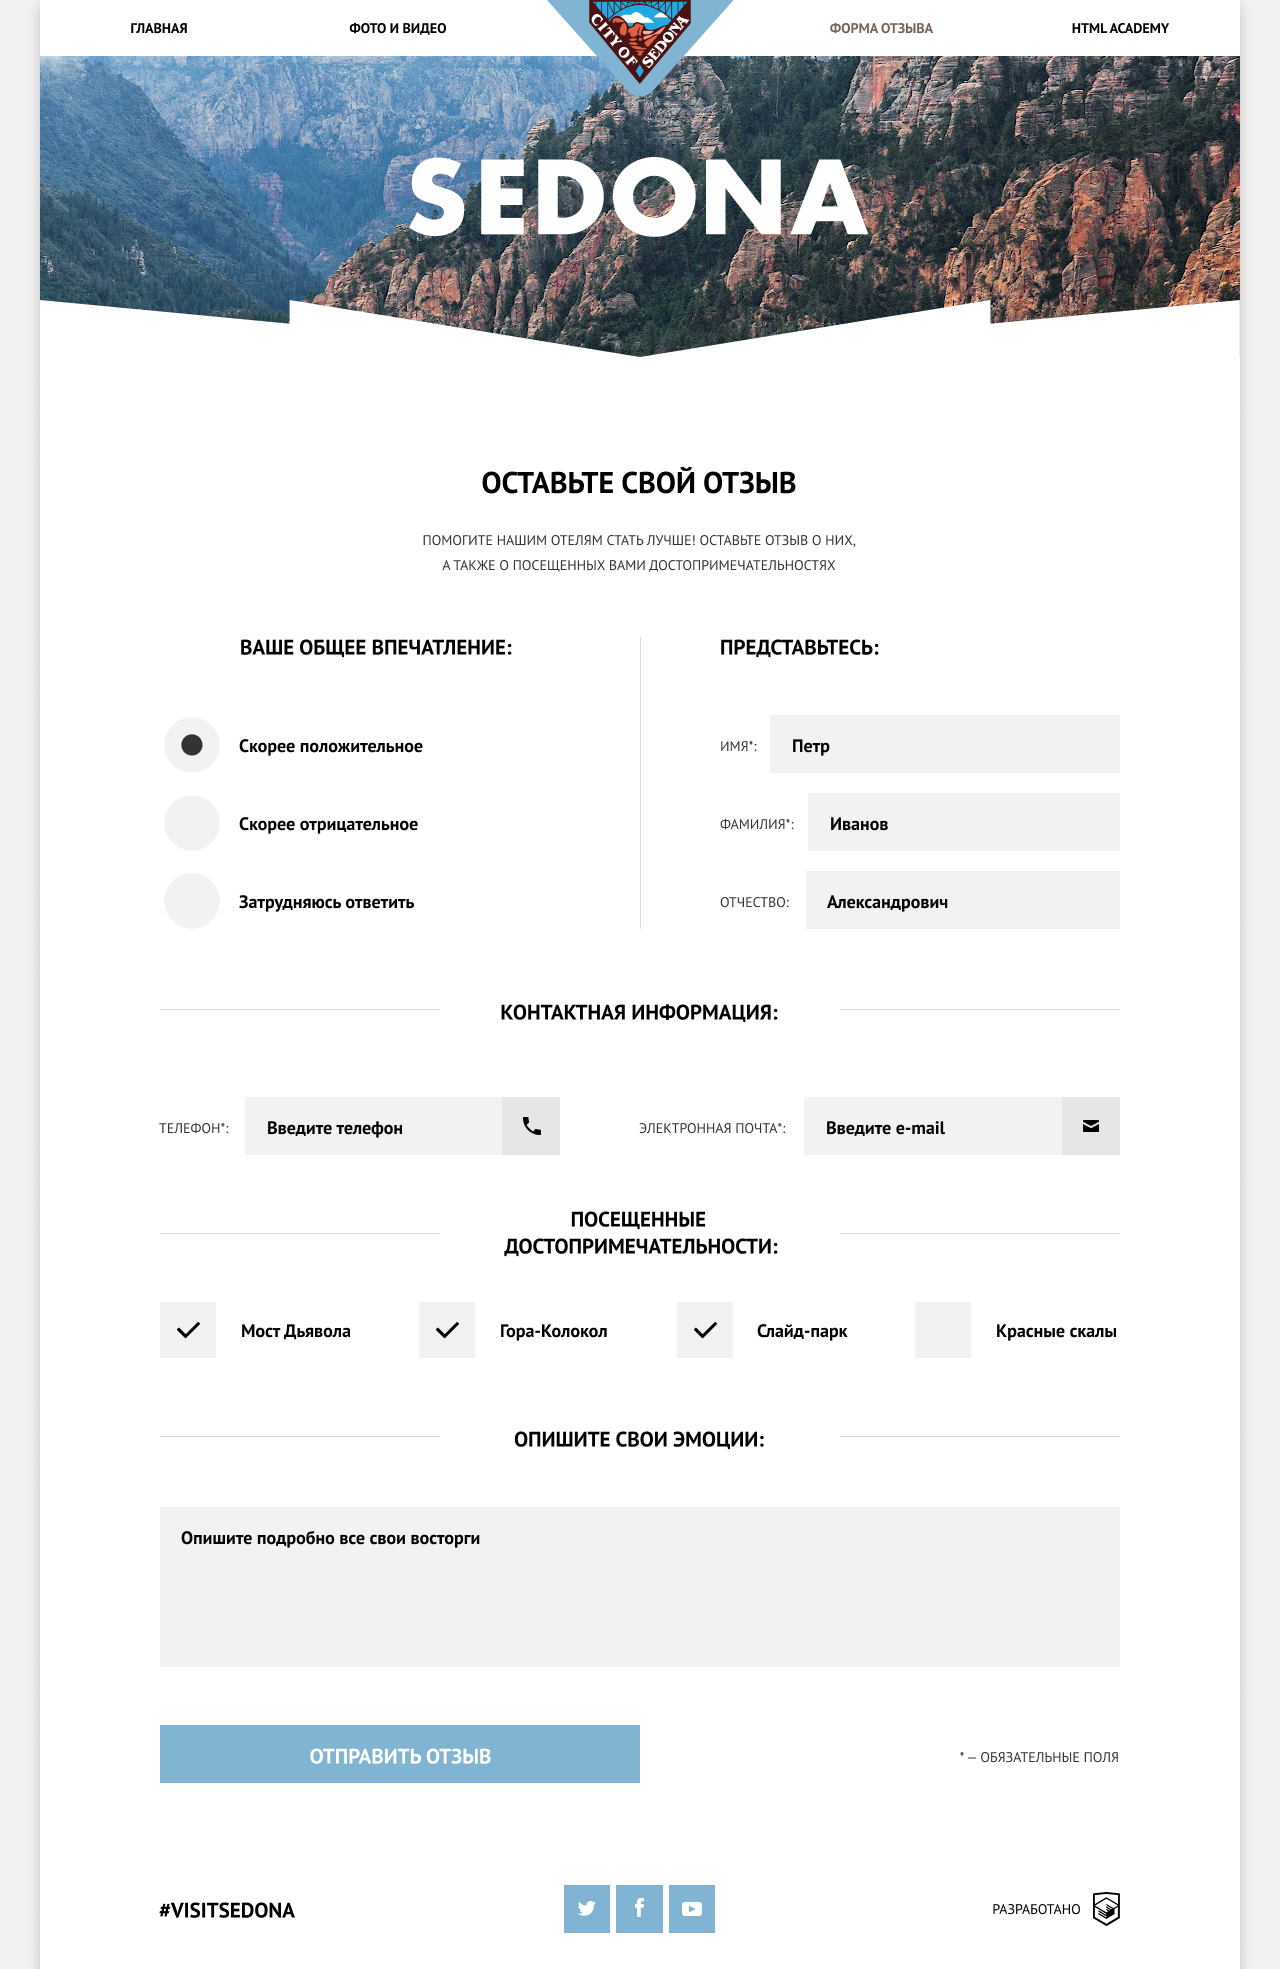 ГЛАВНАЯ
ФОТО И ВИДЕО
CITY OF SEDONA
ФОРМА ОТЗЫВА
HTML ACADEMY
SEDONA
ОСТАВЬТЕ СВОЙ ОТЗЫВ
ПОМОГИТЕ НАШИМ ОТЕЛЯМ СТАТЬ ЛУЧШЕ! ОСТАВЬТЕ ОТЗЫВ О НИХ,
А ТАКЖЕ О ПОСЕЩЕННЫХ ВАМИ ДОСТОПРИМЕЧАТЕЛЬНОСТЯХ
ВАШЕ ОБЩЕЕ ВПЕЧАТЛЕНИЕ:
Скорее положительное
Скорее отрицательное
Затрудняюсь ответить
ПРЕДСТАВЬТЕСЬ:
ИМЯ*:
Петр
ФАМИЛИЯ*:
Иванов
ОТЧЕСТВО:
Александрович
КОНТАКТНАЯ ИНФОРМАЦИЯ:
ТЕЛЕФОН*:
Введите телефон
ЭЛЕКТРОННАЯ ПОЧТА*:
Введите e-mail
ПОСЕЩЕННЫЕ
ДОСТОПРИМЕЧАТЕЛЬНОСТИ:
Мост Дьявола
Гора-Колокол
Слайд-парк
Красные скалы
ОПИШИТЕ СВОИ ЭМОЦИИ:
Опишите подробно все свои восторги
ОТПРАВИТЬ ОТЗЫВ
* — ОБЯЗАТЕЛЬНЫЕ ПОЛЯ
#VISITSEDONA
РАЗРАБОТАНО